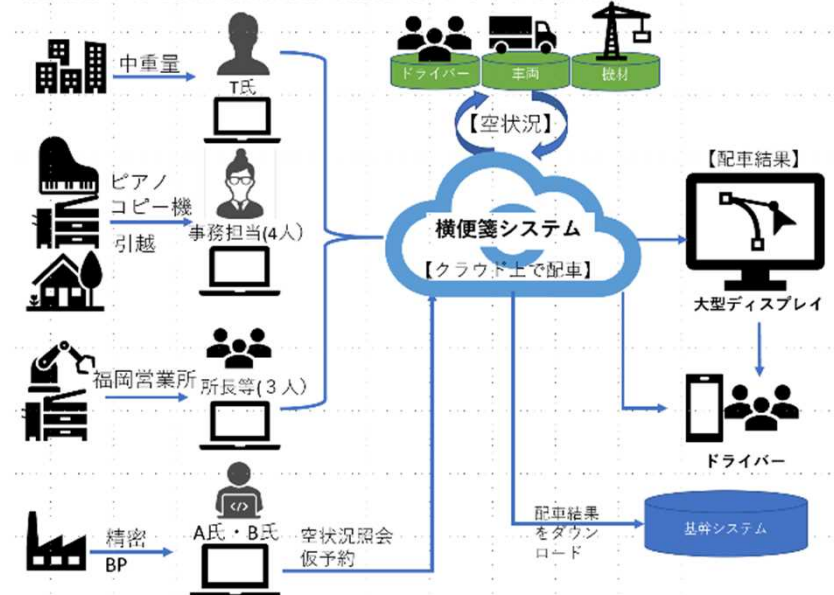 中重量
T氏
ピアノ
コピー機
引越
事務担当(4人)
福岡営業所
所長等(3人)
精密
BP
A氏・B氏
空状況照会
仮予約
ドライバー
車両
機材
【空状況】
横便箋システム
【クラウド上で配車】
【配車結果】
大型ディスプレイ
ドライバー
配車結果
をダウン
ロード
基幹システム